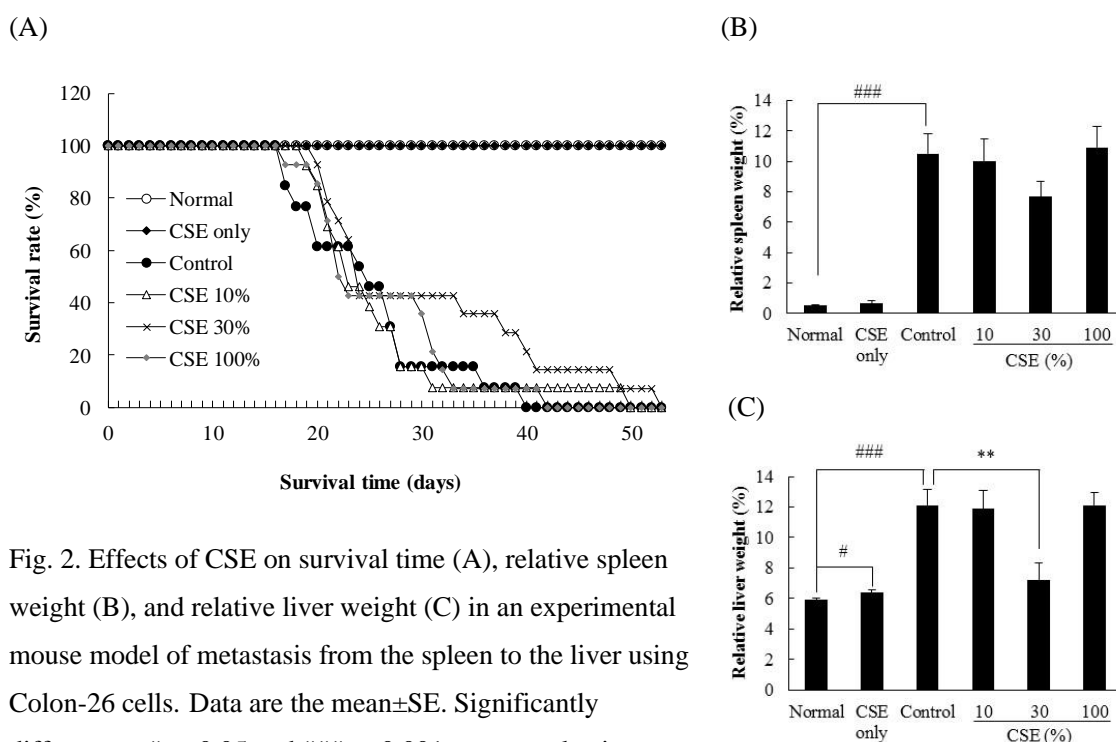 (A)
120
100
80
60
40
20
0
Survival rate (%)
Normal
CSE only
Control
CSE 10%
CSE 30%
CSE 100%
0 10 20 30 40 50
Survival time (days)
(B)
###
14
12
10
8
6
4
2
0
Relative spleen weight (%)
Normal CSE only Control 10 30 100
CSE (%)
(C)
### **
#
14
12
10
8
6
4
2
0
Relative liver weight (%)
Normal CSE only Control 10 30 100
CSE (%)
Fig. 2. Effects of CSE on survival time (A), relative spleen
weight (B), and relative liver weight (C) in an experimental
mouse model of metastasis from the spleen to the liver using
Colon-26 cells. Data are the mean±SE. Significantly